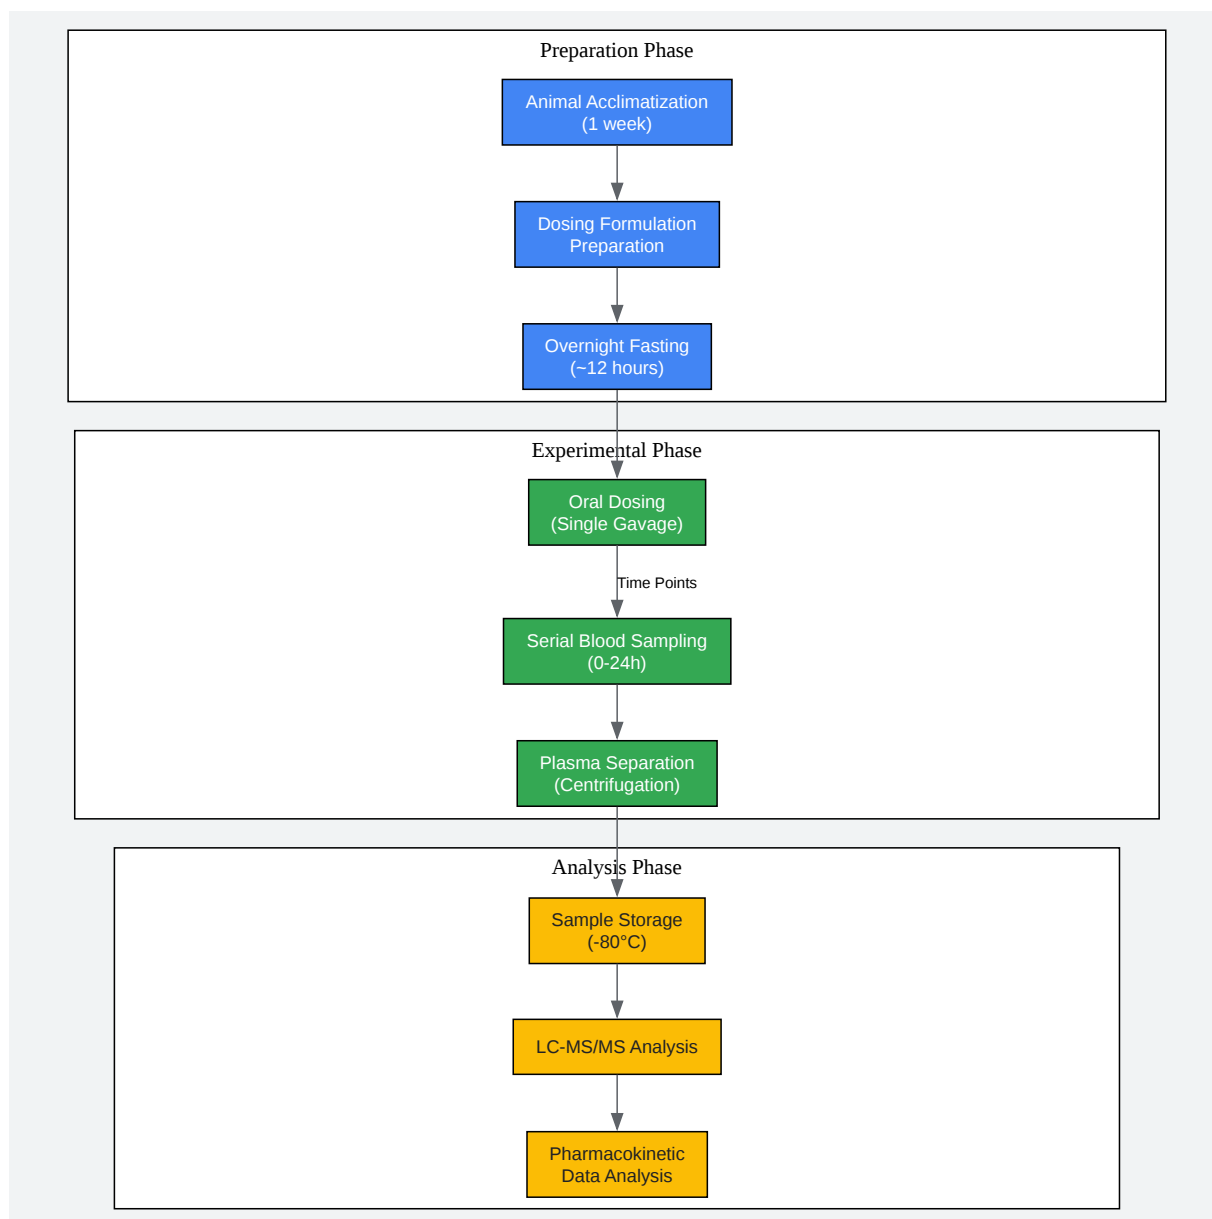 Preparation Phase
Animal Acclimatization
(1 week)
Dosing Formulation
Preparation
Overnight Fasting
(~12 hours)
Experimental Phase
Oral Dosing
(Single Gavage)
Time Points
Serial Blood Sampling
(0-24h)
Plasma Separation
(Centrifugation)
Analysis Phase
Sample Storage
(-80°C)
LC-MS/MS Analysis
Pharmacokinetic
Data Analysis